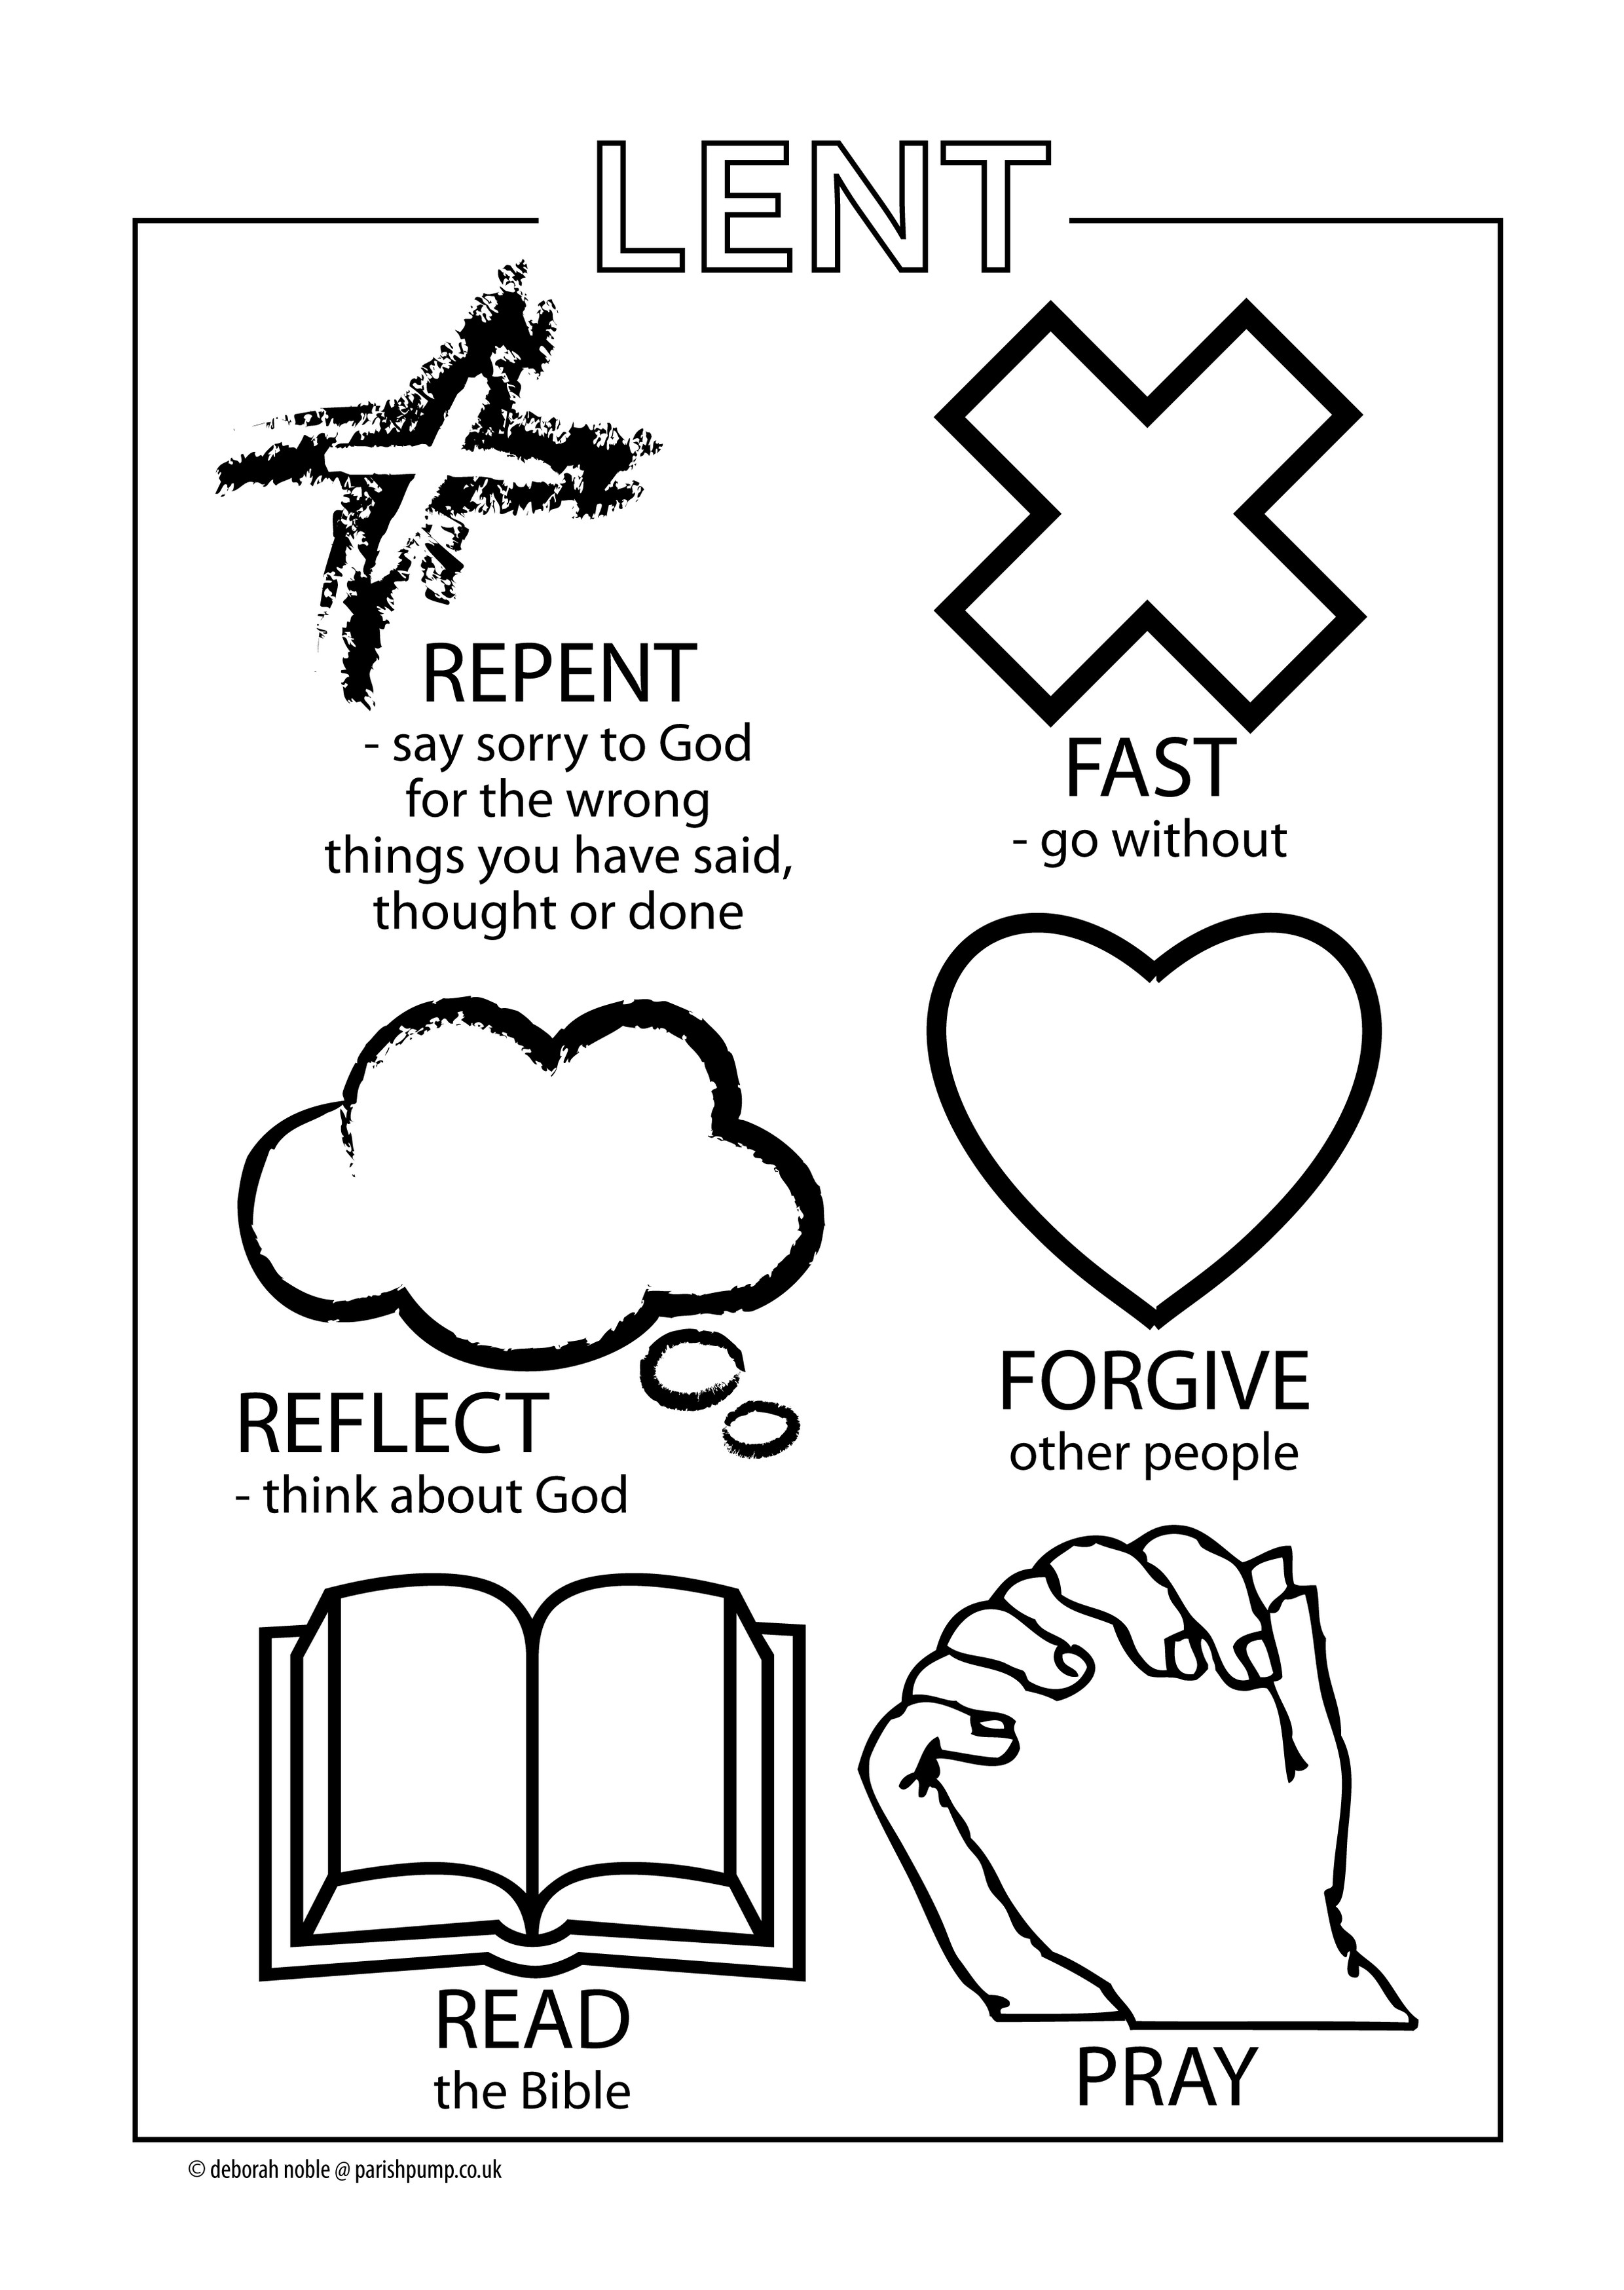 LENT
REPENT
- say sorry to God
for the wrong
things you have said,
thought or done
FAST
- go without
REFLECT
- think about God
FORGIVE
other people
READ
the Bible
PRAY
© deborah noble @ parishpump.co.uk